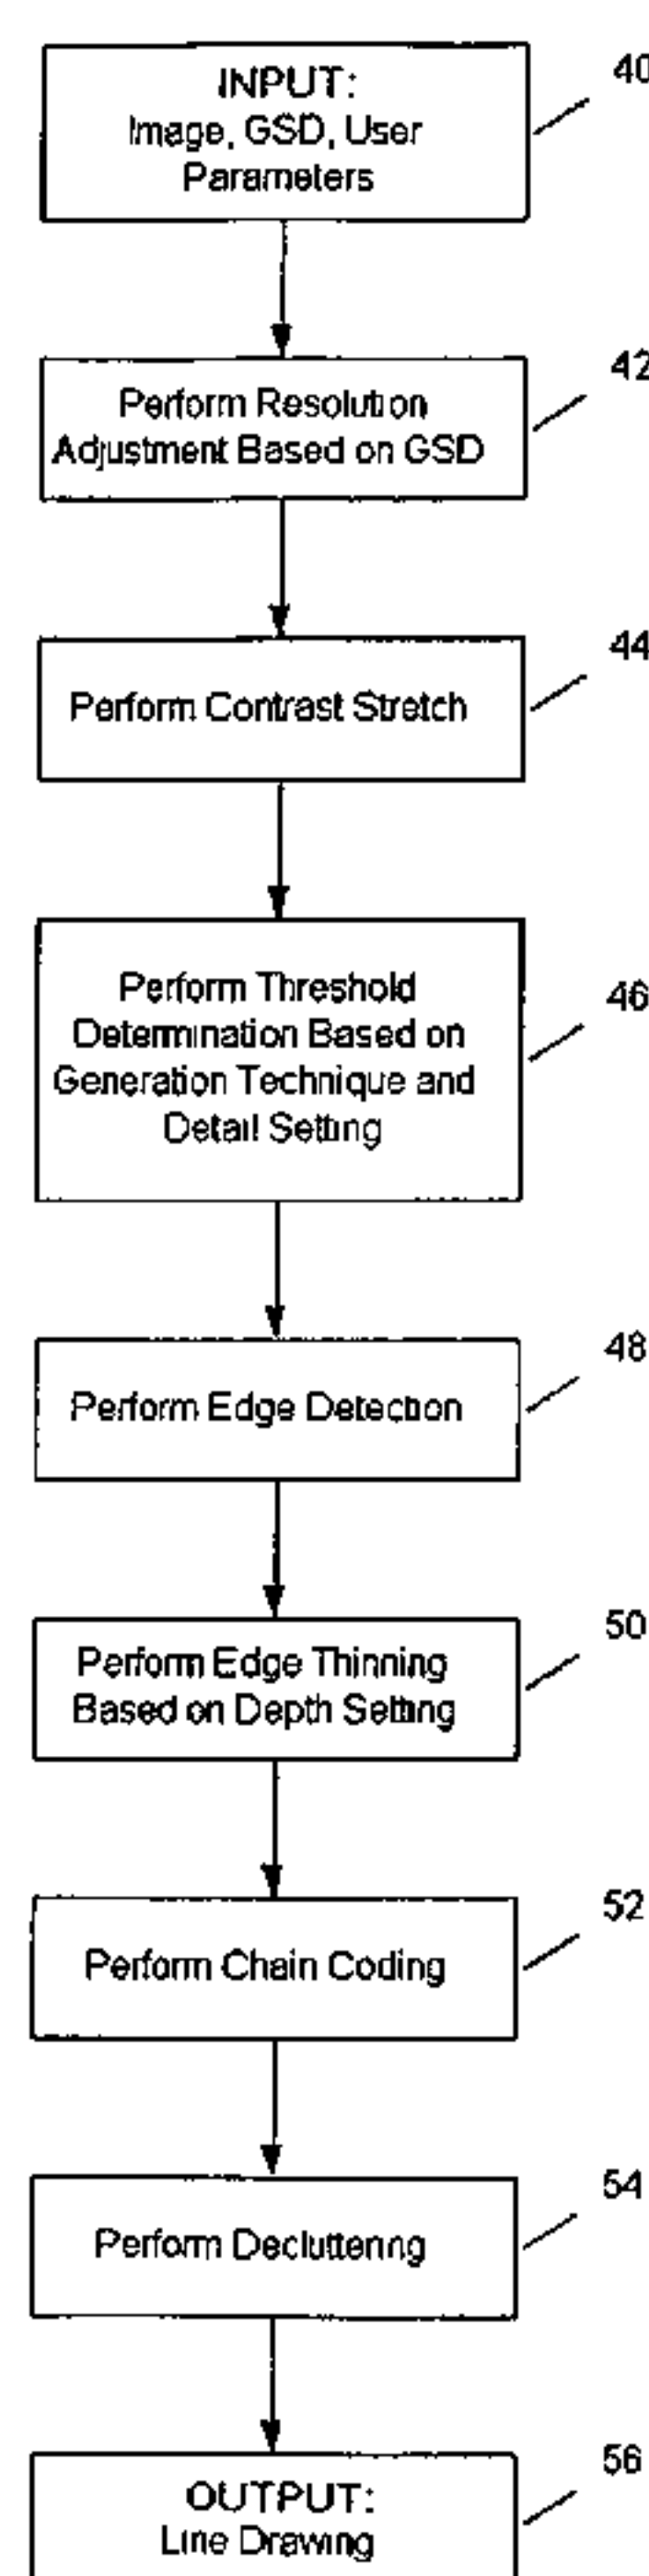 40
INPUT:
Image, GSD, User
Parameters
42
Perform Resolution
Adjustment Based on GSD
44
Perform Contrast Stretch
46
Perform Threshold
Determination Based on
Generation Technique and
Detail Setting
48
Perform Edge Detection
50
Perform Edge Thinning
Based on Depth Setting
52
Perform Chain Coding
54
Perform Decluttering
56
OUTPUT:
Line Drawing